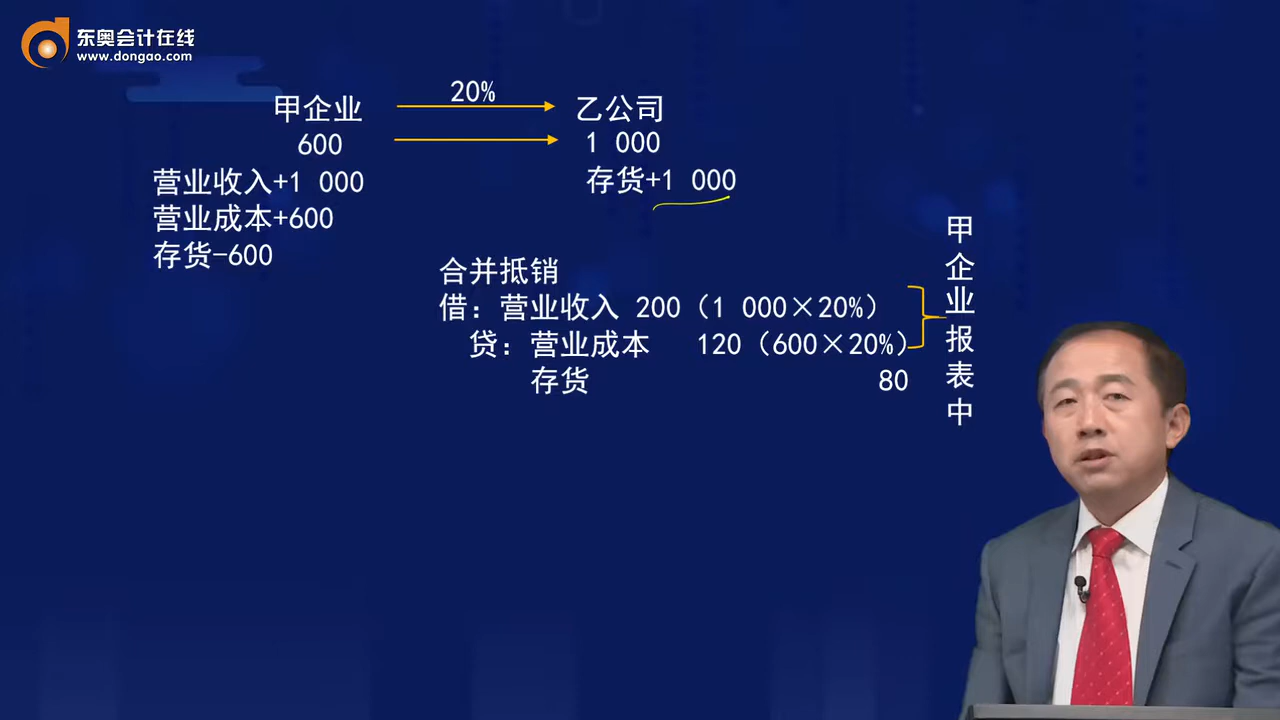 东奥会计在线
www.dongao.com
甲企业
20%
乙公司
600
1 000
营业收入+1 000
存货+1 000
营业成本+600
存货-600
合并抵销
借：营业收入 200（1 000×20%）
贷：营业成本 120（600×20%）
存货 80
甲企业报表中